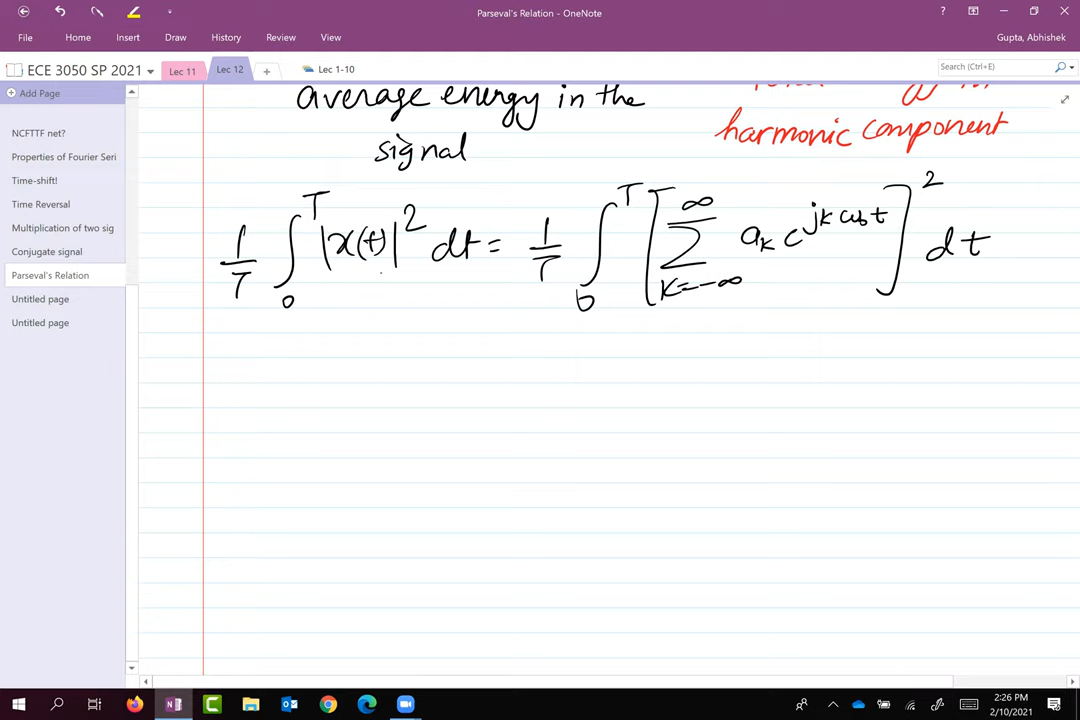 Parseval's Relation - OneNote
File Home Insert Draw History Review View
Gupta, Abhishek
ECE 3050 SP 2021
Lec 11
Lec 12
Lec 1-10
Search (Ctrl+E)
Add Page
NCFTTF net?
Properties of Fourier Seri
Time-shift!
Time Reversal
Multiplication of two sig
Conjugate signal
Parseval's Relation
Untitled page
Untitled page
average energy in the
signal
harmonic component
1/T ∫₀ᵀ |x(t)|² dt = 1/T ∫₀ᵀ [ ∑_{k=-∞}^{∞} a_k e^{jkω₀t} ]² dt
2:26 PM
2/10/2021